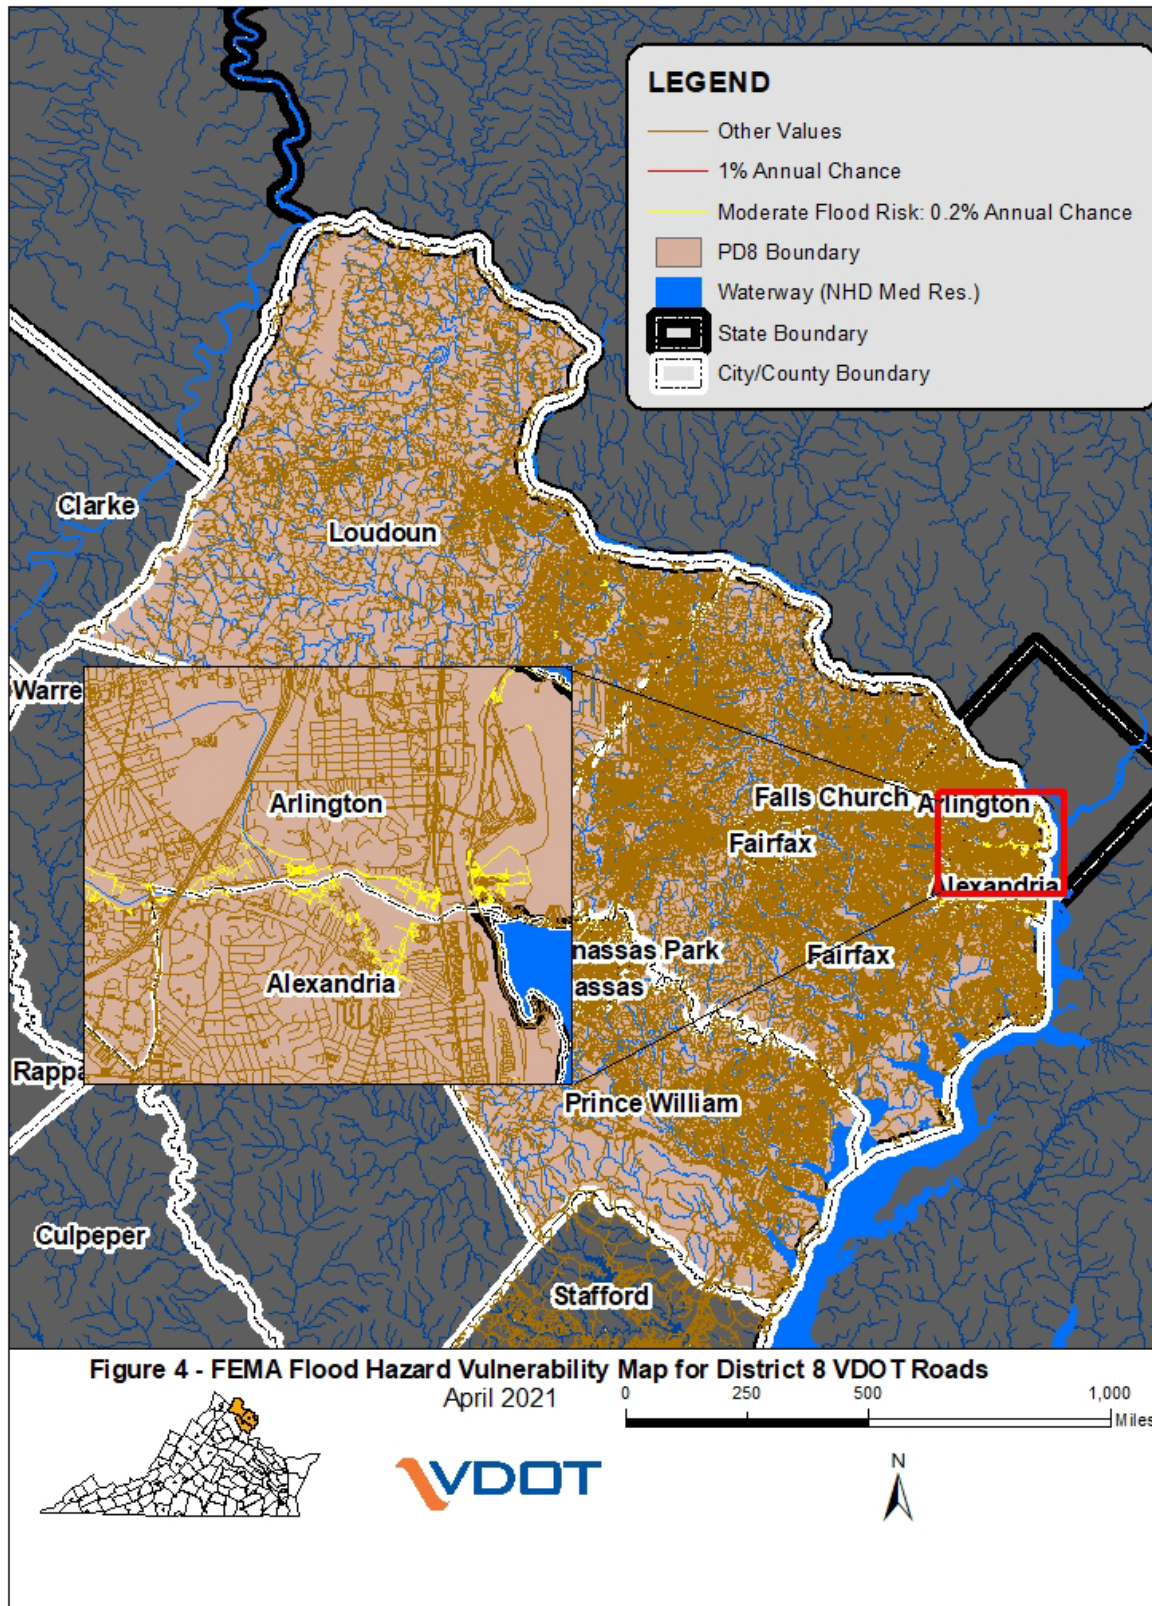 LEGEND
Other Values
1% Annual Chance
Moderate Flood Risk: 0.2% Annual Chance
PD8 Boundary
Waterway (NHD Med Res.)
State Boundary
City/County Boundary
Clarke
Loudoun
Warre
Arlington
Falls Church
Arlington
Fairfax
Alexandria
nassas Park
Fairfax
Alexandria
assas
Rappa
Prince William
Culpeper
Stafford
Figure 4 - FEMA Flood Hazard Vulnerability Map for District 8 VDOT Roads
April 2021
0 250 500 1,000
Miles
VDOT
N